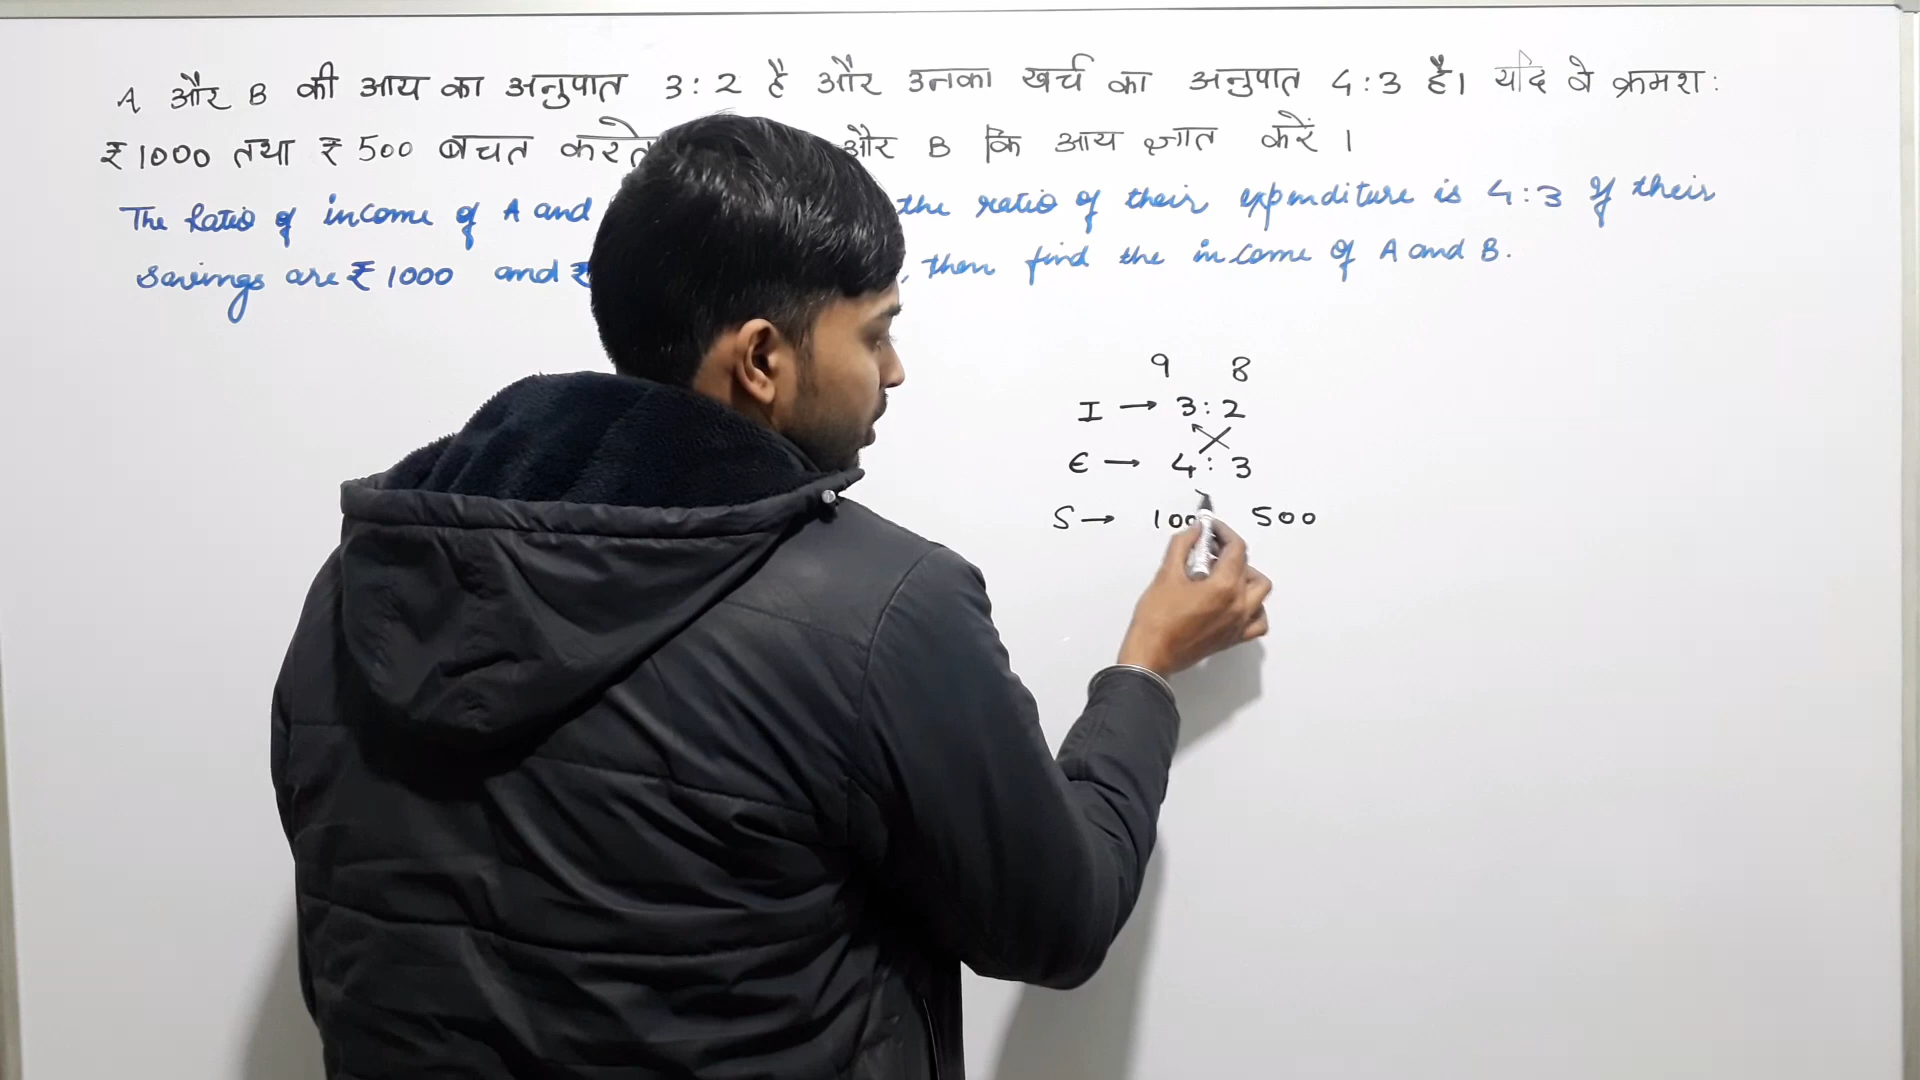 A और B की आय का अनुपात 3:2 है और उनका खर्च का अनुपात 4:3 है। यदि वे क्रमश:
₹1000 तथा ₹500 बचत करते और B कि आय ज्ञात करें ।
The Ratio of income of A and the ratio of their expenditure is 4:3 If their
savings are ₹1000 and ₹ , then find the income of A and B.
9 8
I → 3:2
E → 4:3
S → 100 500